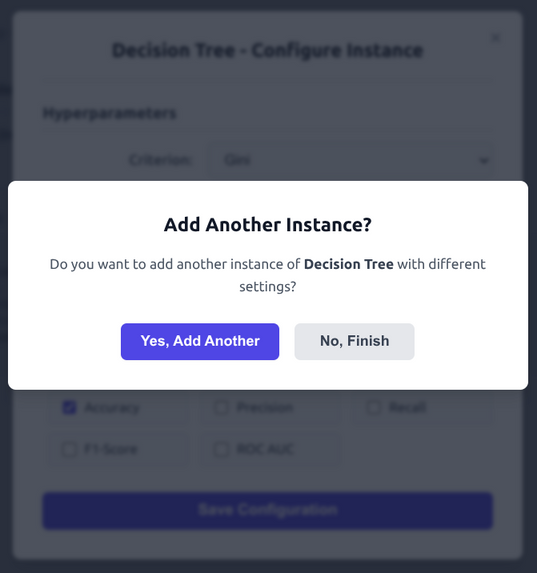 Decision Tree - Configure Instance
×
Hyperparameters
Criterion: Gini
Add Another Instance?
Do you want to add another instance of Decision Tree with different
settings?
Yes, Add Another No, Finish
Accuracy Precision Recall
F1-Score ROC AUC
Save Configuration